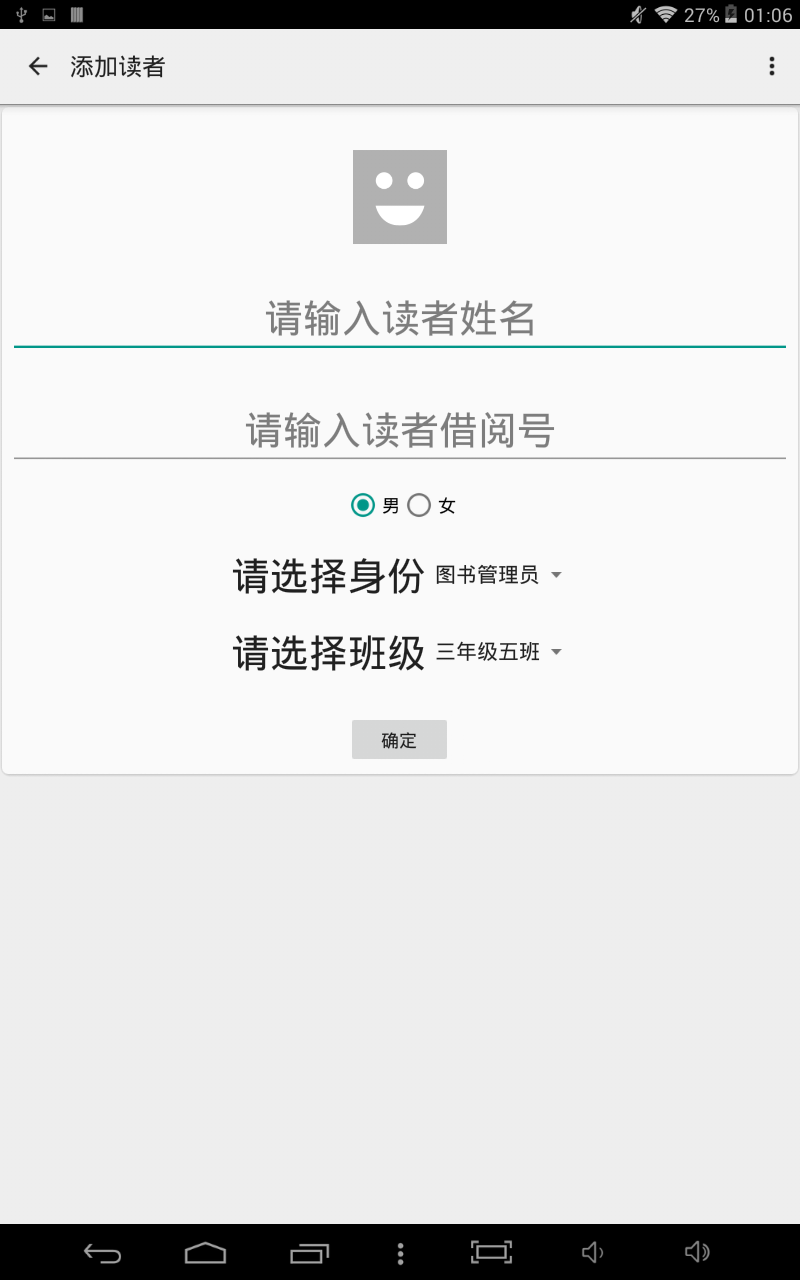 27% 01:06
添加读者
请输入读者姓名
请输入读者借阅号
男 女
请选择身份 图书管理员
请选择班级 三年级五班
确定